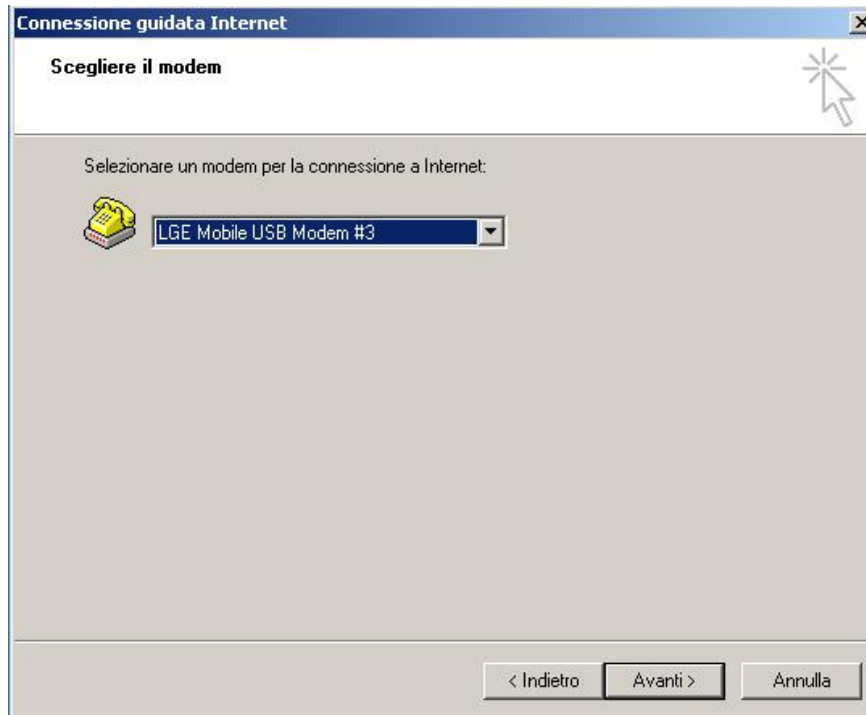 Connessione guidata Internet
Scegliere il modem
Selezionare un modem per la connessione a Internet:
LGE Mobile USB Modem #3
< Indietro
Avanti >
Annulla